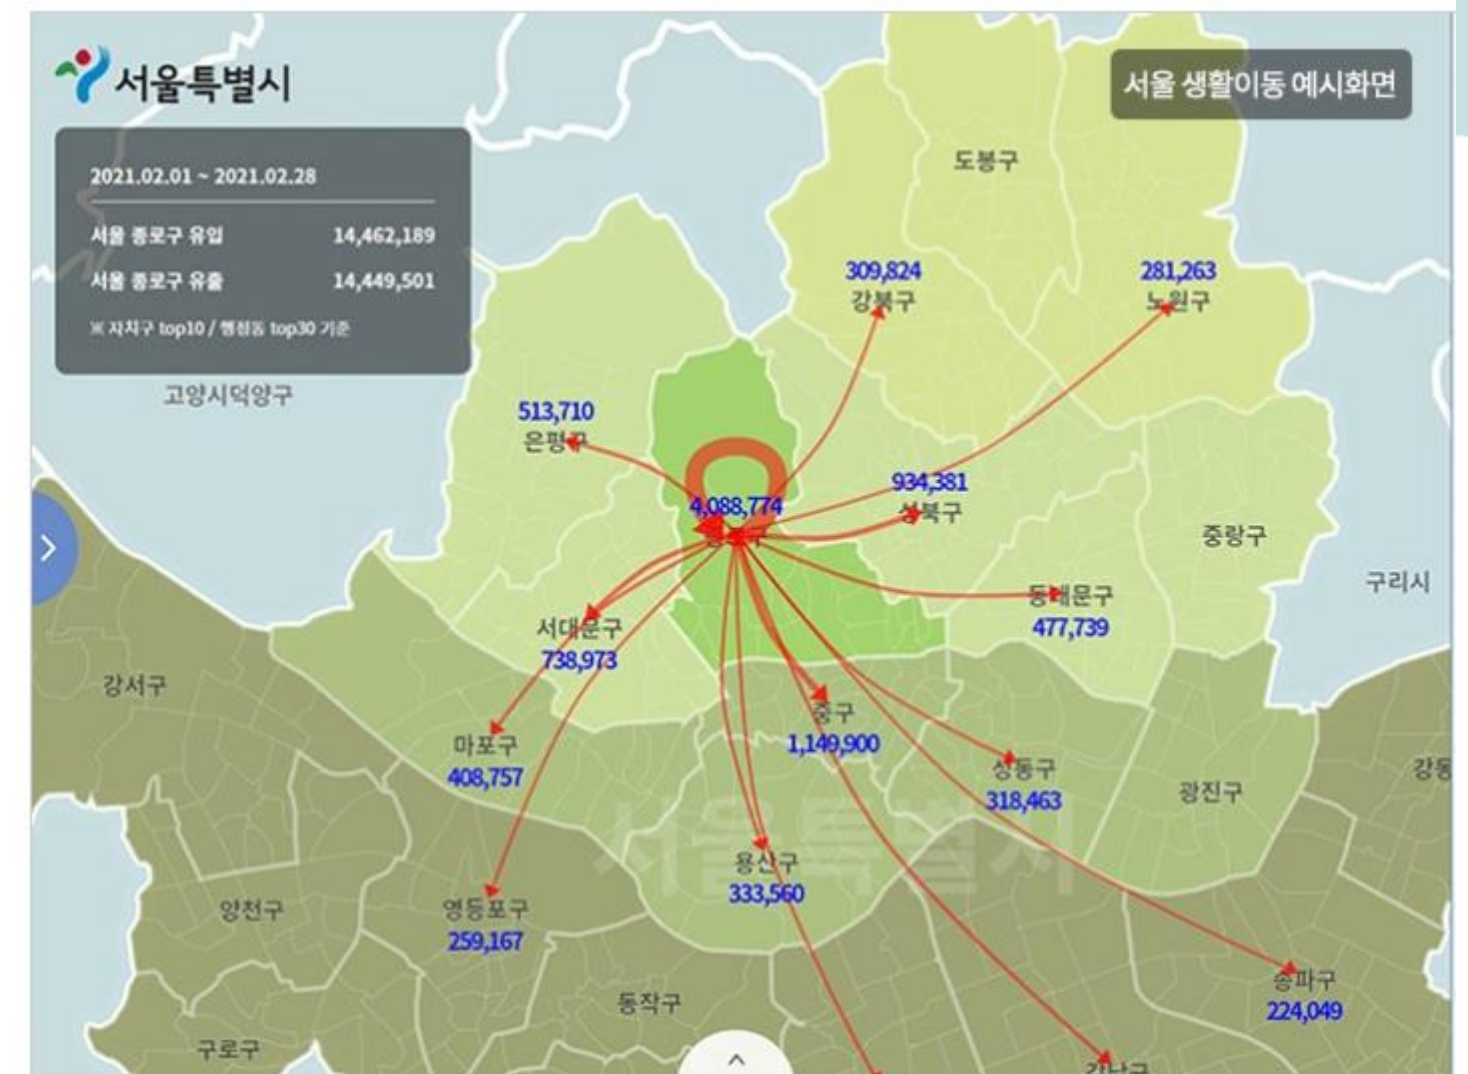 서울특별시
서울 생활이동 예시화면
2021.02.01 ~ 2021.02.28
서울 종로구 유입 14,462,189
서울 종로구 유출 14,449,501
※ 자치구 top10 / 행정동 top30 기준
고양시덕양구
도봉구
309,824
강북구
281,263
노원구
513,710
은평구
4,088,774
934,381
성북구
중랑구
구리시
동대문구
477,739
서대문구
738,973
강서구
중구
1,149,900
마포구
408,757
성동구
318,463
광진구
강동
서울특별시
용산구
333,560
양천구
영등포구
259,167
송파구
224,049
동작구
구로구